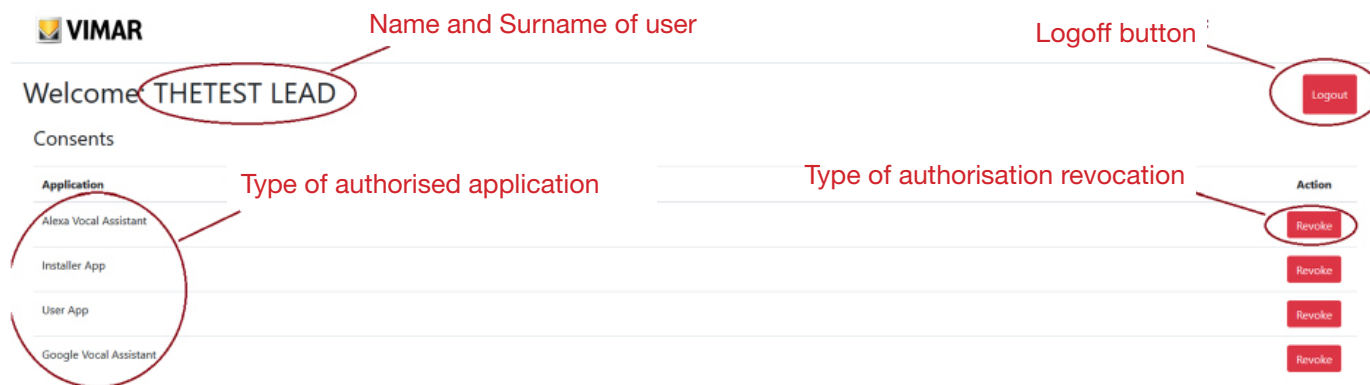 VIMAR
Name and Surname of user
Logoff button
Welcome: THETEST LEAD
Logout
Consents
Application
Type of authorised application
Type of authorisation revocation
Action
Alexa Vocal Assistant
Revoke
Installer App
Revoke
User App
Revoke
Google Vocal Assistant
Revoke